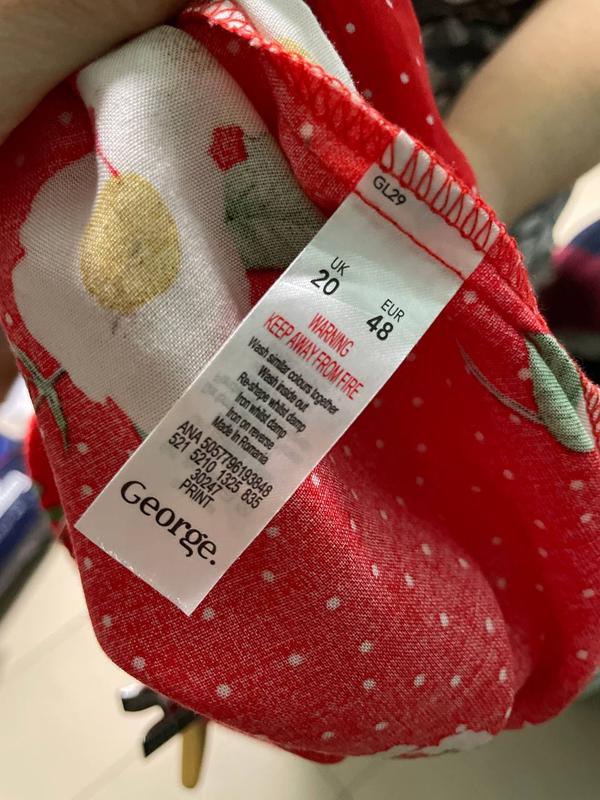 GL29
UK EUR
20 48
WARNING
KEEP AWAY FROM FIRE
Wash similar colours together
Wash inside out
Re-shape whilst damp
Iron whilst damp
Iron on reverse
Made in Romania
ANA 5057796193848
521 5210 1325 835
30247
PRINT
George.